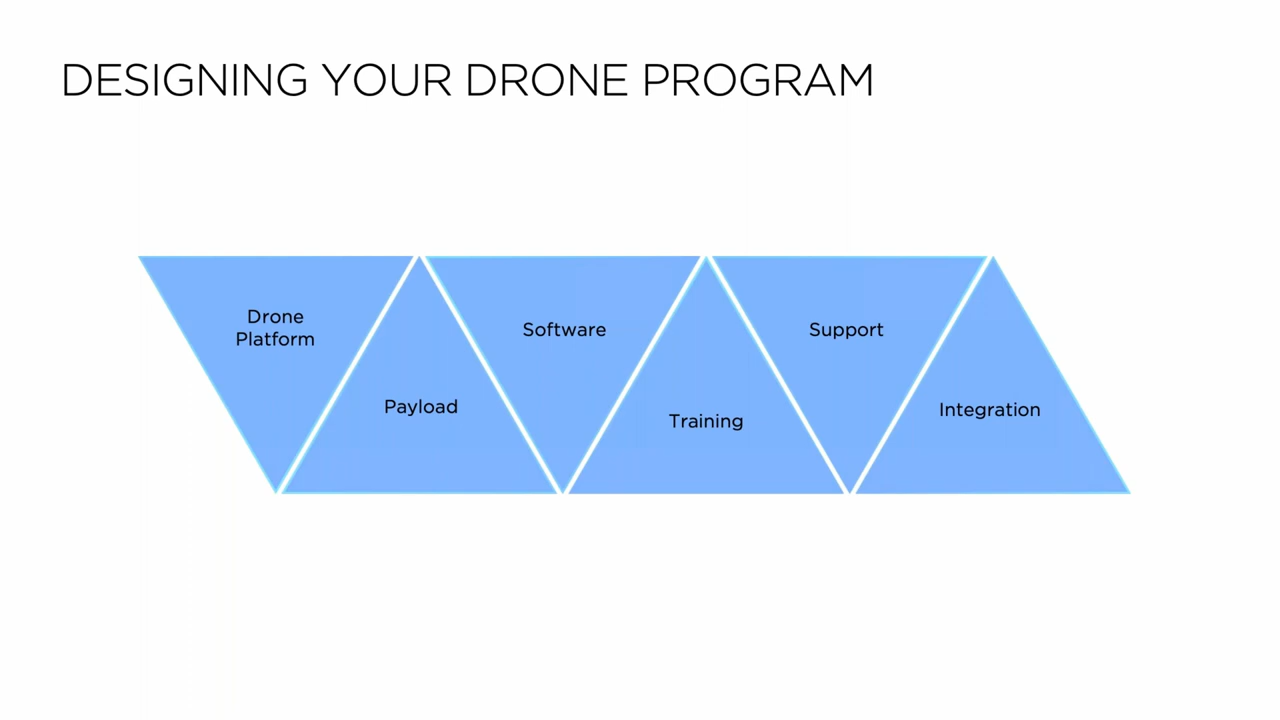 DESIGNING YOUR DRONE PROGRAM
Drone
Platform
Payload
Software
Training
Support
Integration